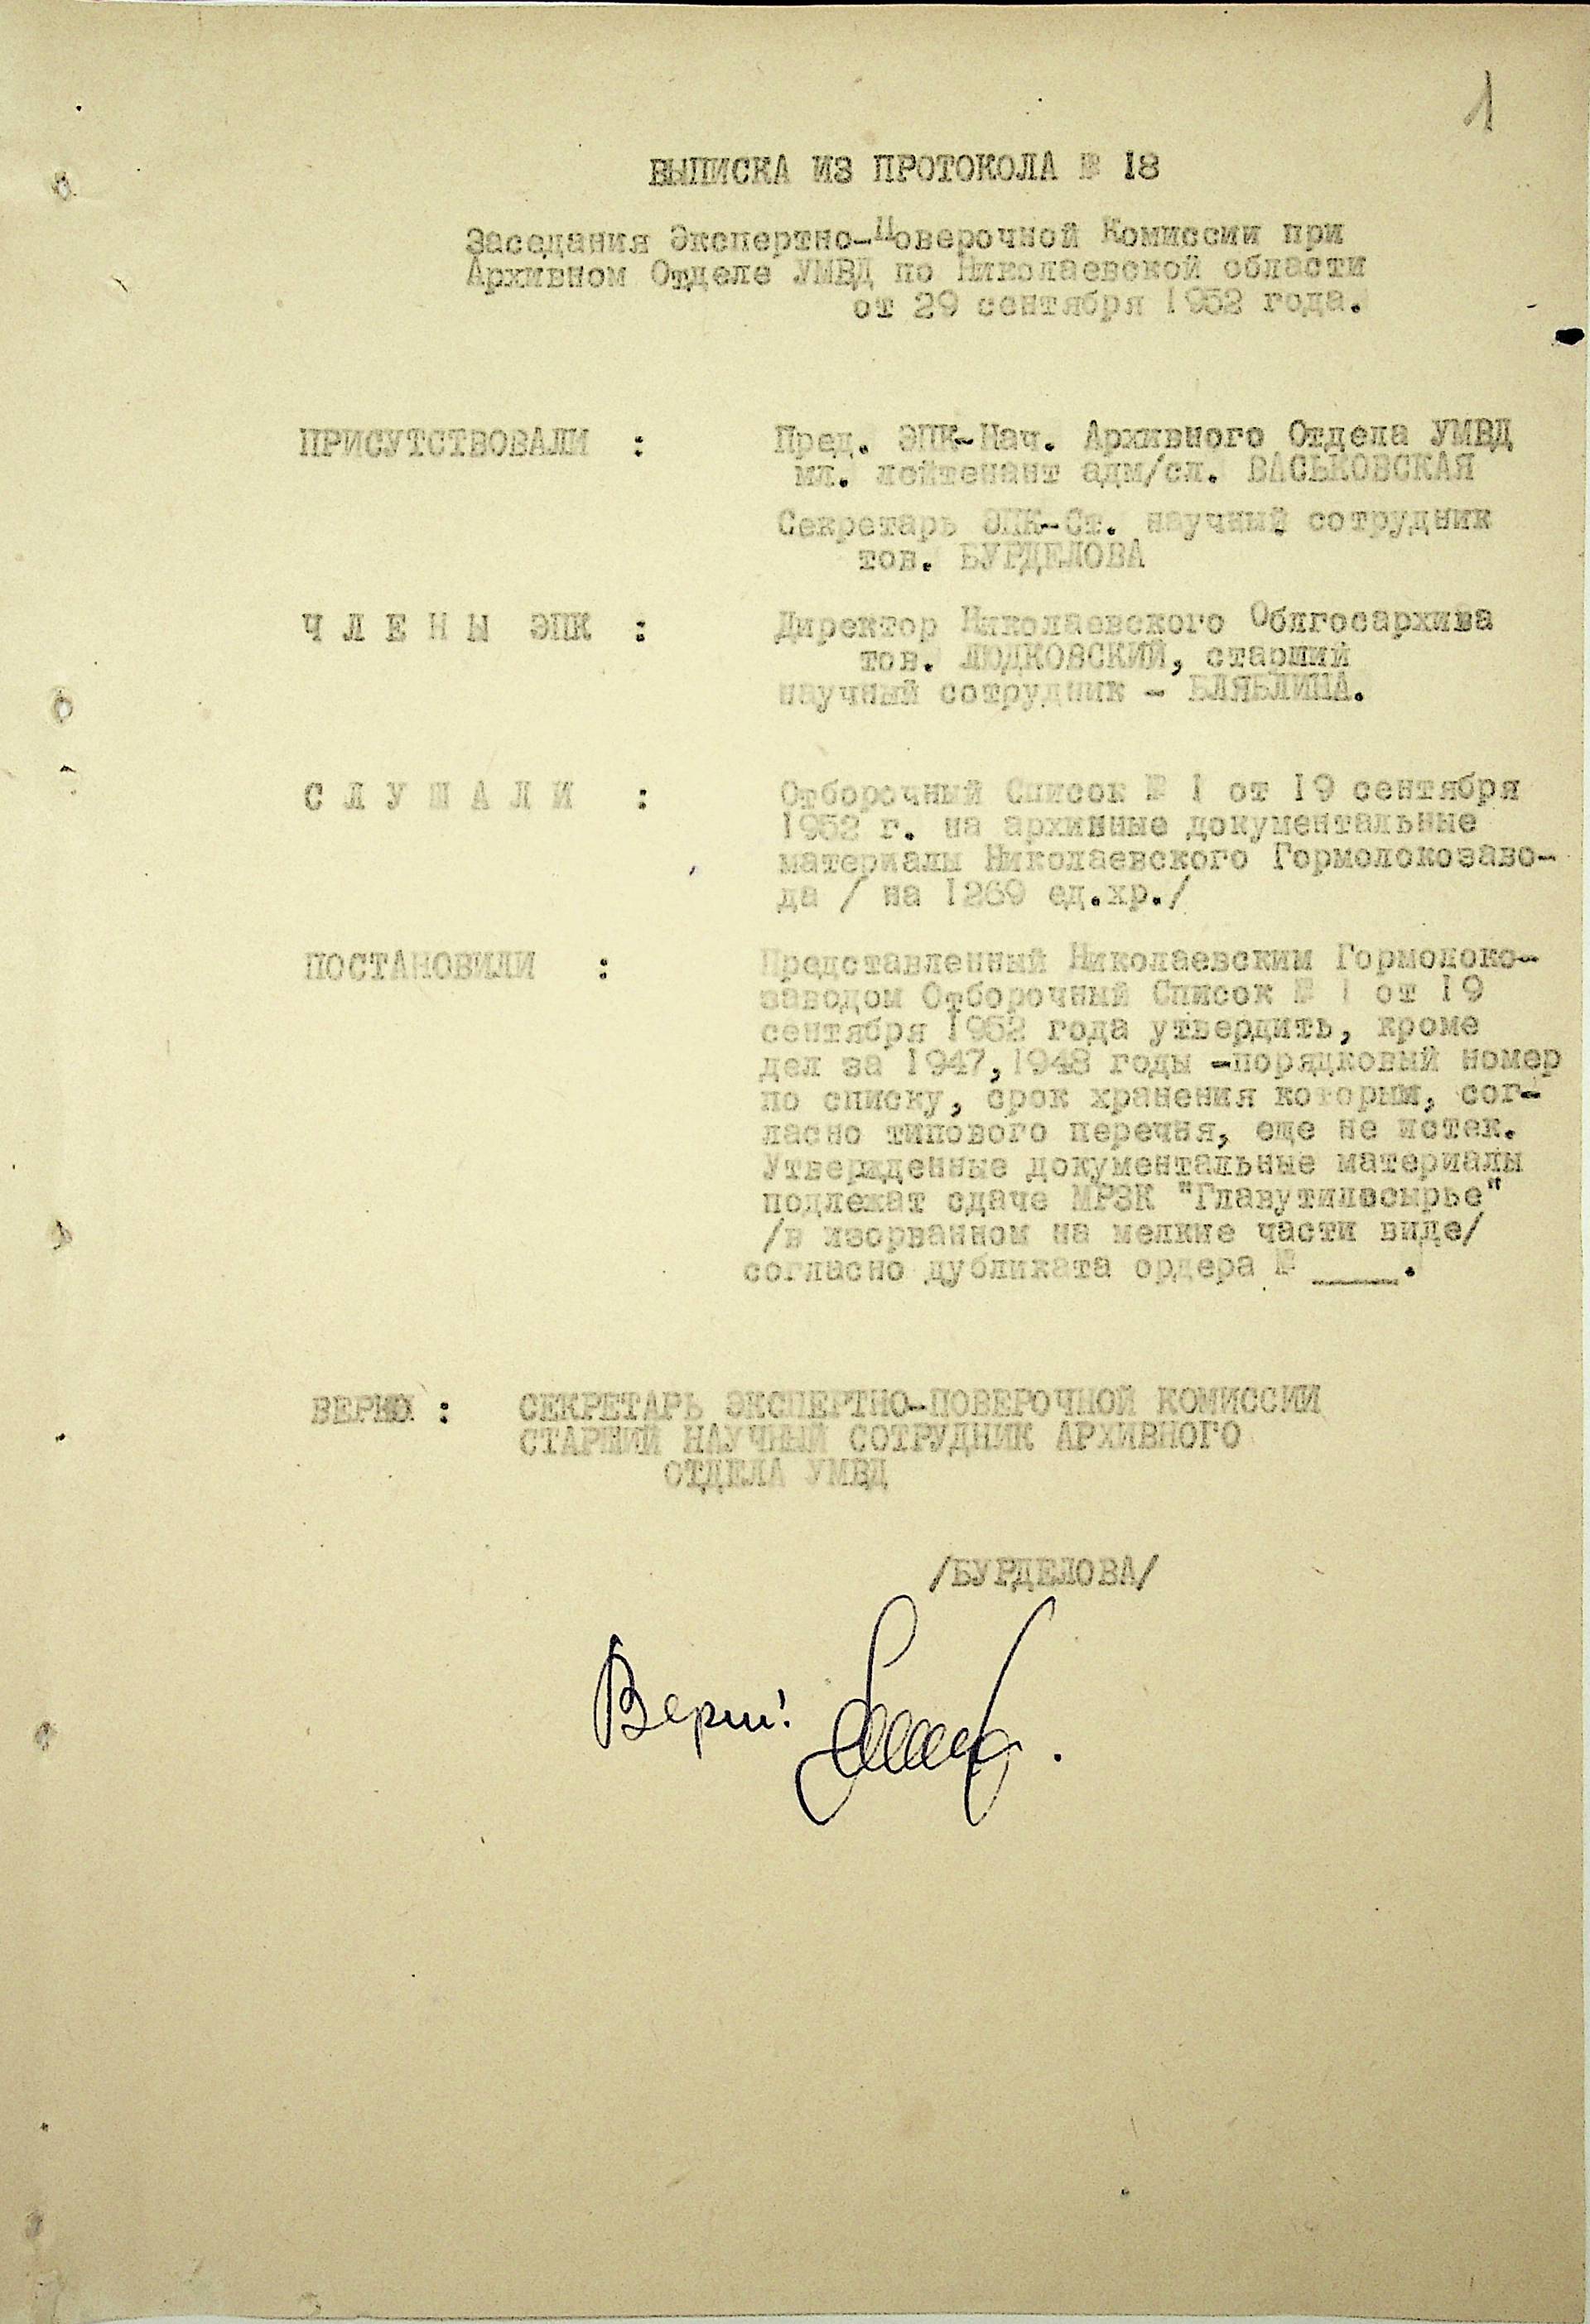 1
ВЫПИСКА ИЗ ПРОТОКОЛА № 18
Заседания Экспертно-Поверочной Комиссии при
Архивном Отделе УМВД по Николаевской области
от 29 сентября 1952 года.
ПРИСУТСТВОВАЛИ : Пред. ЭПК-Нач. Архивного Отдела УМВД
мл. лейтенант адм/сл. ВАСЬКОВСКАЯ
Секретарь ЭПК-Ст. научный сотрудник
тов. БУРДЕЛОВА
Ч Л Е Н Ы ЭПК : Директор Николаевского Облгосархива
тов. ЛЮДКОВСКИЙ, старший
научный сотрудник - БЛЯБЛИНА.
С Л У Ш А Л И : Отборочный Список № 1 от 19 сентября
1952 г. на архивные документальные
материалы Николаевского Гормолокозаво-
да / на 1269 ед.хр./
ПОСТАНОВИЛИ : Представленный Николаевским Гормолоко-
заводом Отборочный Список № 1 от 19
сентября 1952 года утвердить, кроме
дел за 1947,1948 годы -порядковый номер
по списку, срок хранения которым, сог-
ласно типового перечня, еще не истек.
Утвержденные документальные материалы
подлежат сдаче МРЗК "Главутильсырье"
/в изорванном на мелкие части виде/
согласно дубликата ордера № ____.
ВЕРНО : СЕКРЕТАРЬ ЭКСПЕРТНО-ПОВЕРОЧНОЙ КОМИССИИ
СТАРШИЙ НАУЧНЫЙ СОТРУДНИК АРХИВНОГО
ОТДЕЛА УМВД
/БУРДЕЛОВА/
Верно: